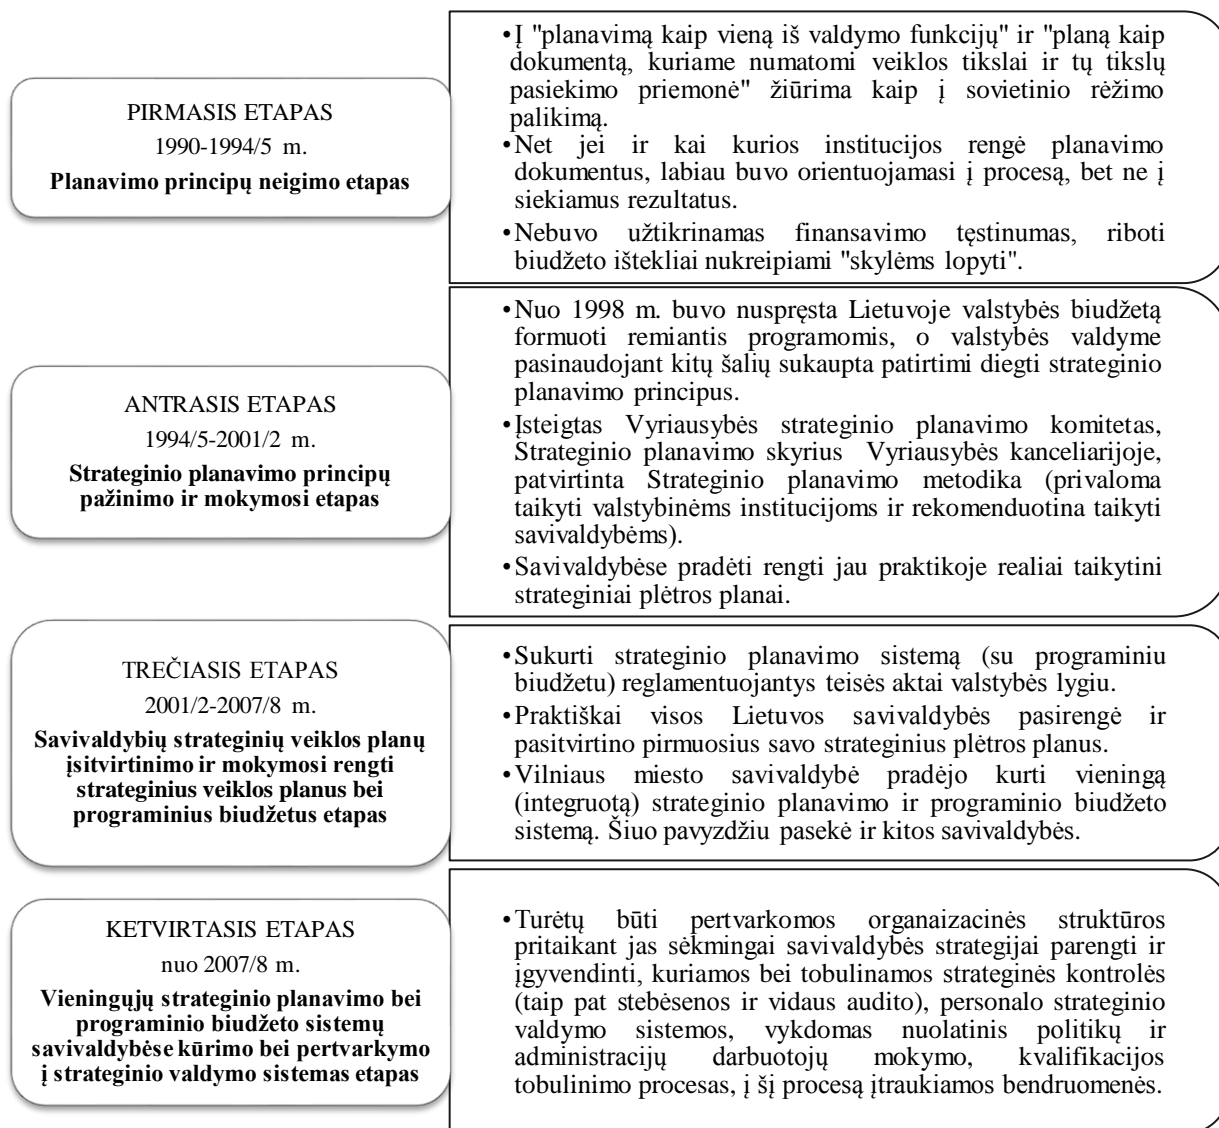 PIRMASIS ETAPAS
1990-1994/5 m.
Planavimo principų neigimo etapas
•Į "planavimą kaip vieną iš valdymo funkcijų" ir "planą kaip
dokumentą, kuriame numatomi veiklos tikslai ir tų tikslų
pasiekimo priemonė" žiūrima kaip į sovietinio rėžimo
palikimą.
•Net jei ir kai kurios institucijos rengė planavimo
dokumentus, labiau buvo orientuojamasi į procesą, bet ne į
siekiamus rezultatus.
•Nebuvo užtikrinamas finansavimo tęstinumas, riboti
biudžeto ištekliai nukreipiami "skylėms lopyti".
ANTRASIS ETAPAS
1994/5-2001/2 m.
Strateginio planavimo principų
pažinimo ir mokymosi etapas
•Nuo 1998 m. buvo nuspręsta Lietuvoje valstybės biudžetą
formuoti remiantis programomis, o valstybės valdyme
pasinaudojant kitų šalių sukaupta patirtimi diegti strateginio
planavimo principus.
•Įsteigtas Vyriausybės strateginio planavimo komitetas,
Strateginio planavimo skyrius Vyriausybės kanceliarijoje,
patvirtinta Strateginio planavimo metodika (privaloma
taikyti valstybinėms institucijoms ir rekomenduotina taikyti
savivaldybėms).
•Savivaldybėse pradėti rengti jau praktikoje realiai taikytini
strateginiai plėtros planai.
TREČIASIS ETAPAS
2001/2-2007/8 m.
Savivaldybių strateginių veiklos planų
įsitvirtinimo ir mokymosi rengti
strateginius veiklos planus bei
programinius biudžetus etapas
•Sukurti strateginio planavimo sistemą (su programiniu
biudžetu) reglamentuojantys teisės aktai valstybės lygiu.
•Praktiškai visos Lietuvos savivaldybės pasirengė ir
pasitvirtino pirmuosius savo strateginius plėtros planus.
•Vilniaus miesto savivaldybė pradėjo kurti vieningą
(integruotą) strateginio planavimo ir programinio biudžeto
sistemą. Šiuo pavyzdžiu pasekė ir kitos savivaldybės.
KETVIRTASIS ETAPAS
nuo 2007/8 m.
Vieningųjų strateginio planavimo bei
programinio biudžeto sistemų
savivaldybėse kūrimo bei pertvarkymo
į strateginio valdymo sistemas etapas
•Turėtų būti pertvarkomos organaizacinės struktūros
pritaikant jas sėkmingai savivaldybės strategijai parengti ir
įgyvendinti, kuriamos bei tobulinamos strateginės kontrolės
(taip pat stebėsenos ir vidaus audito), personalo strateginio
valdymo sistemos, vykdomas nuolatinis politikų ir
administracijų darbuotojų mokymo, kvalifikacijos
tobulinimo procesas, į šį procesą įtraukiamos bendruomenės.